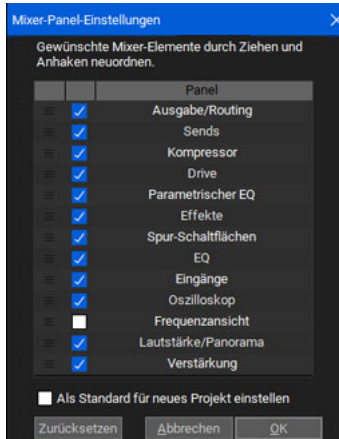 Mixer-Panel-Einstellungen
Gewünschte Mixer-Elemente durch Ziehen und
Anhaken neuordnen.
Panel
Ausgabe/Routing
Sends
Kompressor
Drive
Parametrischer EQ
Effekte
Spur-Schaltflächen
EQ
Eingänge
Oszilloskop
Frequenzansicht
Lautstärke/Panorama
Verstärkung
Als Standard für neues Projekt einstellen
Zurücksetzen Abbrechen OK